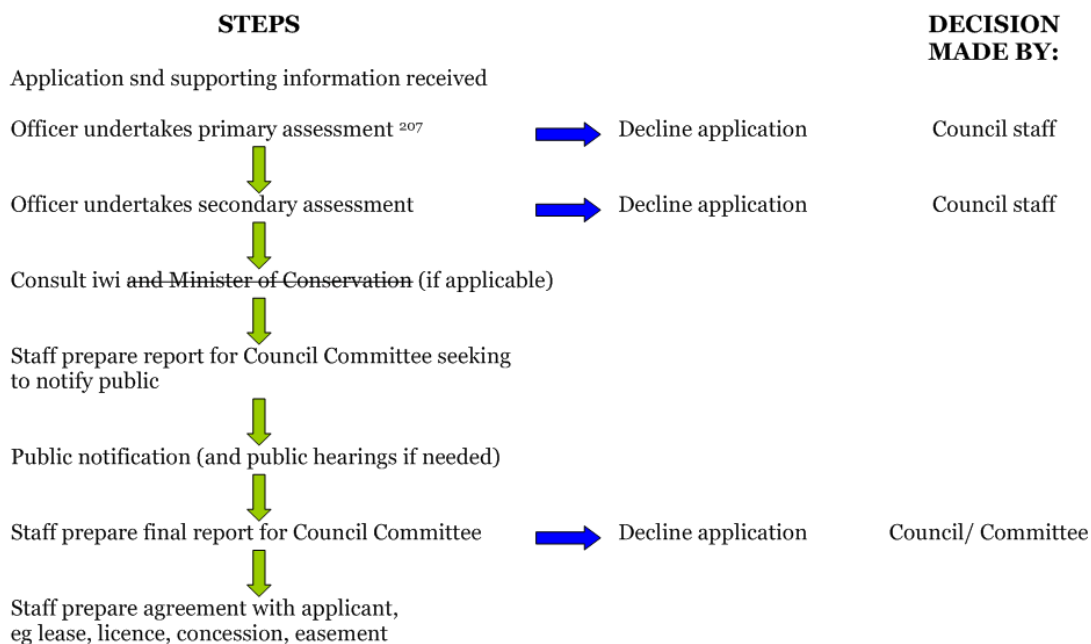 STEPS
DECISION
MADE BY:
Application snd supporting information received
Officer undertakes primary assessment 207
Decline application
Council staff
Officer undertakes secondary assessment
Decline application
Council staff
Consult iwi and Minister of Conservation (if applicable)
Staff prepare report for Council Committee seeking
to notify public
Public notification (and public hearings if needed)
Staff prepare final report for Council Committee
Decline application
Council/ Committee
Staff prepare agreement with applicant,
eg lease, licence, concession, easement